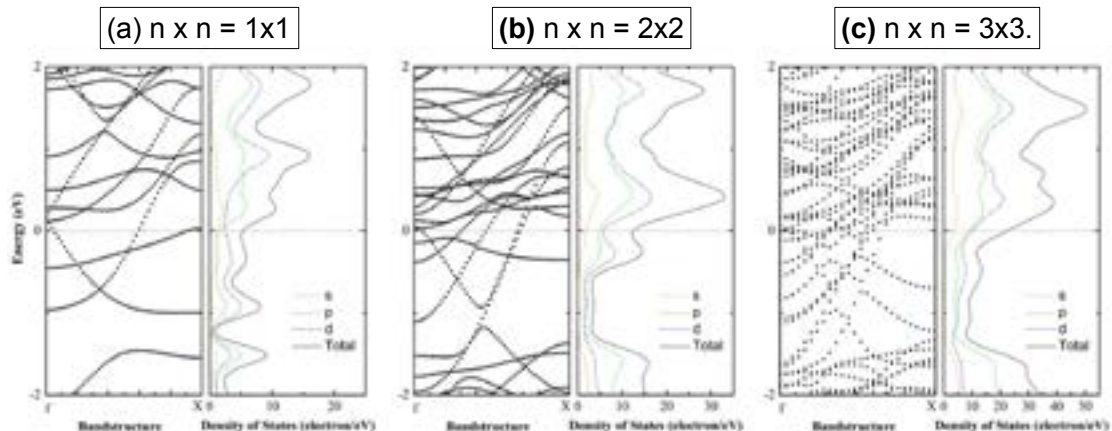 (a) n x n = 1x1
(b) n x n = 2x2
(c) n x n = 3x3.
Energy (eV)
2
0
-2
Γ
X
Bandstructure
s
p
d
Total
0
10
20
Density of States (electron/eV)
2
0
-2
Γ
X
Bandstructure
s
p
d
Total
0
10
20
30
Density of States (electron/eV)
2
0
-2
Γ
X
Bandstructure
s
p
d
Total
0
10
20
30
40
50
Density of States (electron/eV)